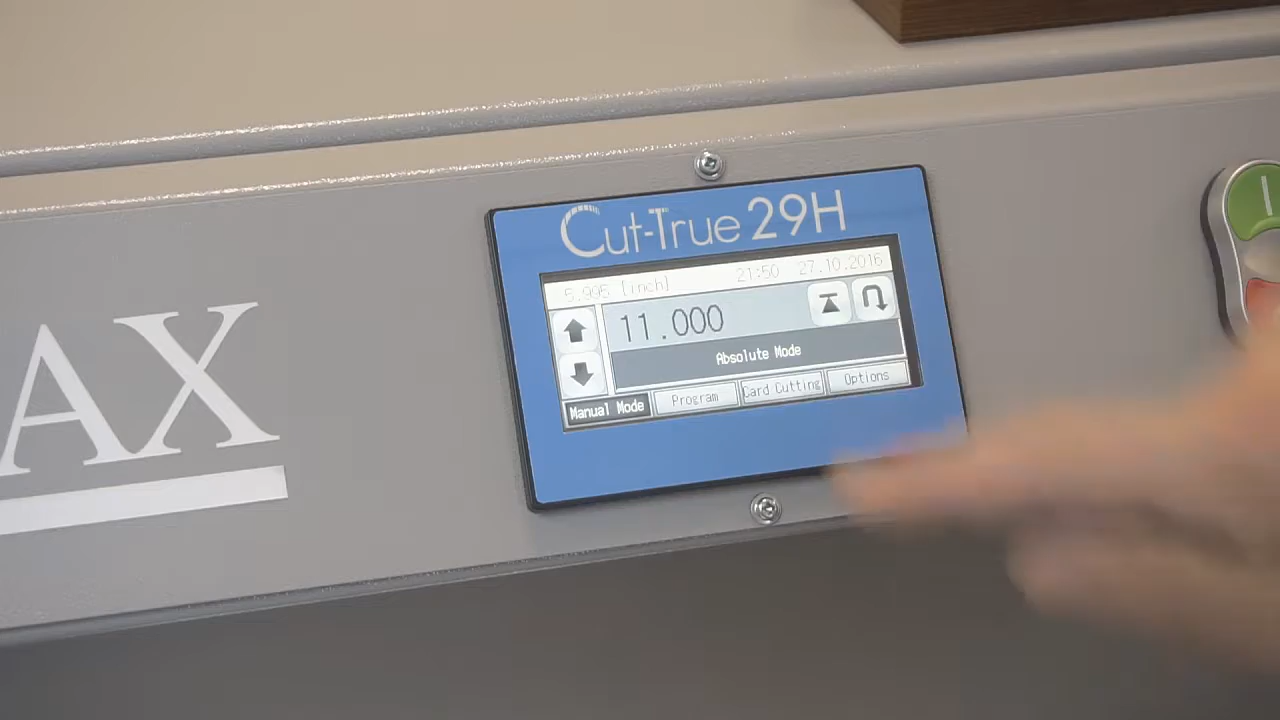 Cut-True 29H
5.995 [inch] 21:50 27.10.2016
11.000
Absolute Mode
Manual Mode Program Card Cutting Options
AX